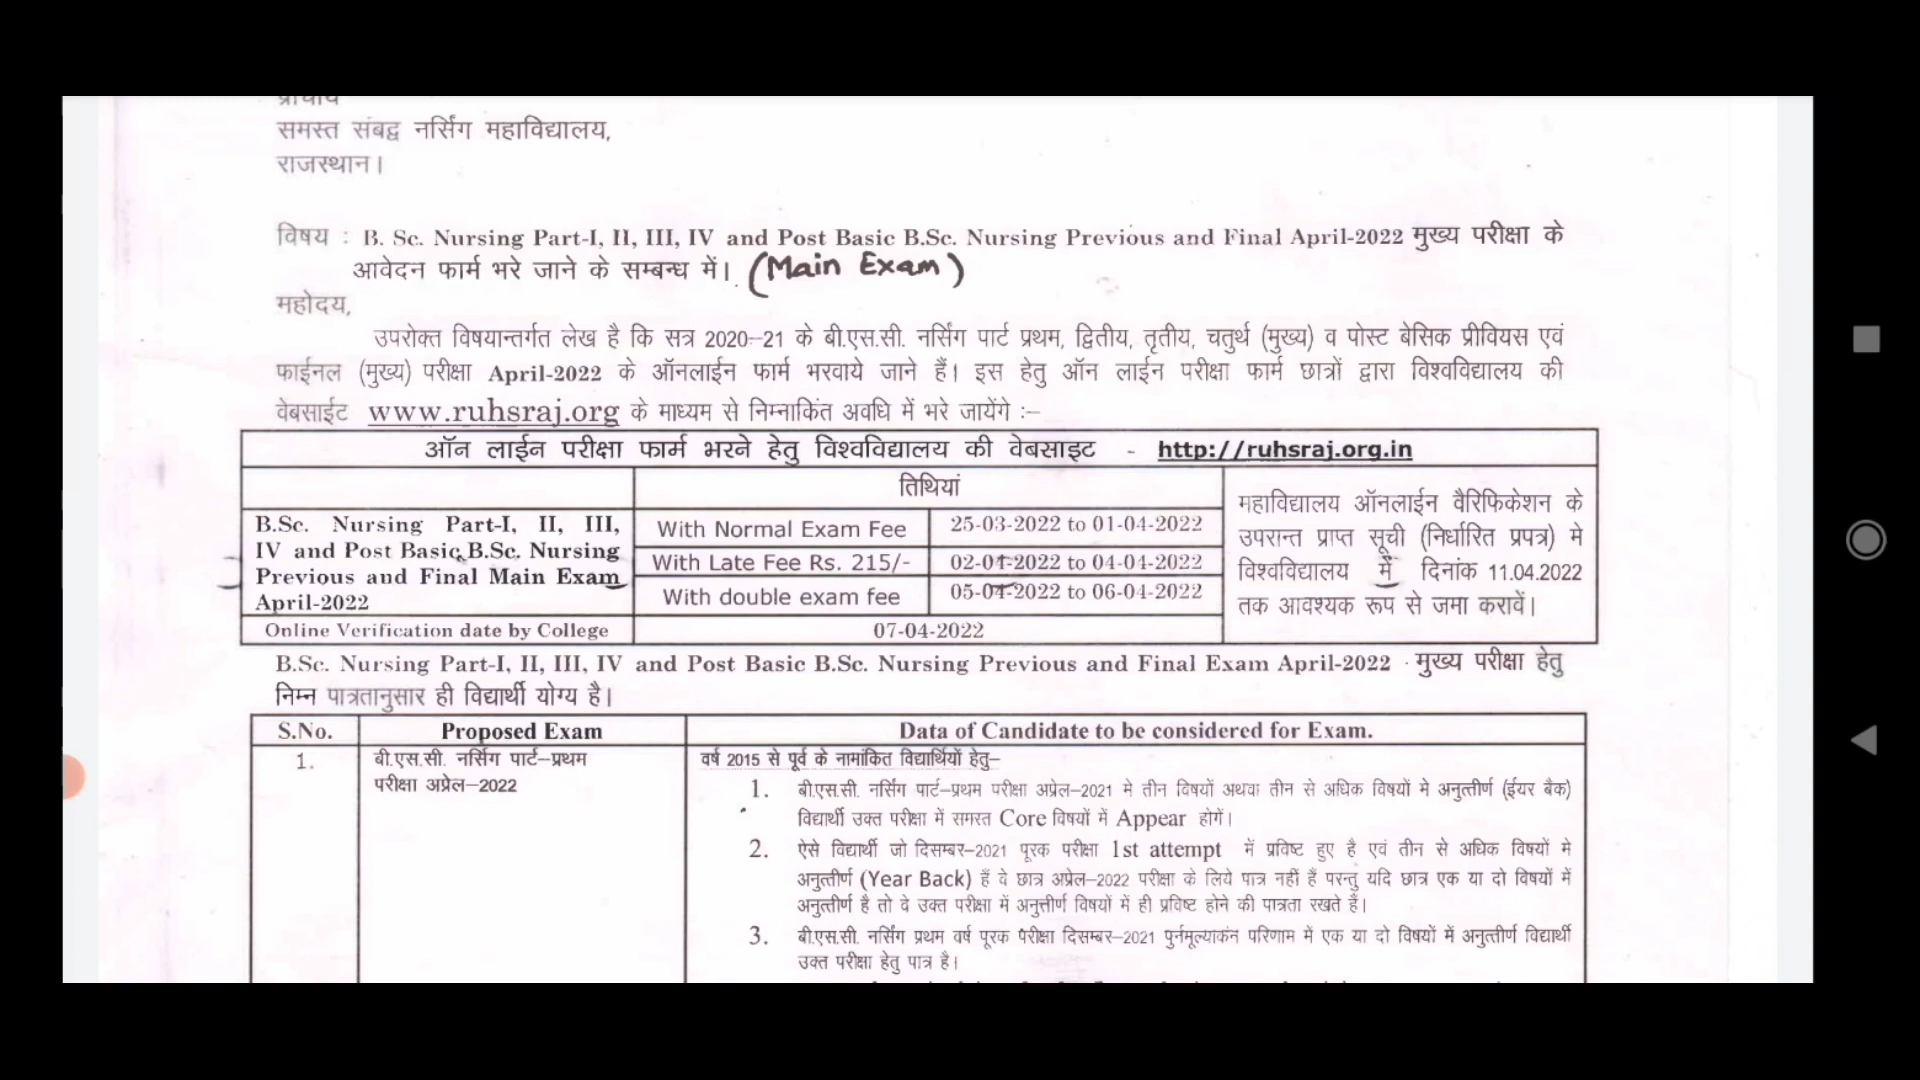 प्राचार्य
समस्त संबद्व नर्सिंग महाविद्यालय,
राजस्थान।
विषय : B. Sc. Nursing Part-I, II, III, IV and Post Basic B.Sc. Nursing Previous and Final April-2022 मुख्य परीक्षा के
आवेदन फार्म भरे जाने के सम्बन्ध में। (Main Exam)
महोदय,
उपरोक्त विषयान्तर्गत लेख है कि सत्र 2020-21 के बी.एस.सी. नर्सिंग पार्ट प्रथम, द्वितीय, तृतीय, चतुर्थ (मुख्य) व पोस्ट बेसिक प्रीवियस एवं
फाईनल (मुख्य) परीक्षा April-2022 के ऑनलाईन फार्म भरवाये जाने हैं। इस हेतु ऑन लाईन परीक्षा फार्म छात्रों द्वारा विश्वविद्यालय की
वेबसाईट www.ruhsraj.org के माध्यम से निम्नाकिंत अवधि में भरे जायेंगे :–
ऑन लाईन परीक्षा फार्म भरने हेतु विश्वविद्यालय की वेबसाइट - http://ruhsraj.org.in
तिथियां
B.Sc. Nursing Part-I, II, III,
IV and Post Basic B.Sc. Nursing
Previous and Final Main Exam
April-2022
With Normal Exam Fee 25-03-2022 to 01-04-2022
With Late Fee Rs. 215/- 02-04-2022 to 04-04-2022
With double exam fee 05-04-2022 to 06-04-2022
महाविद्यालय ऑनलाईन वैरिफिकेशन के
उपरान्त प्राप्त सूची (निर्धारित प्रपत्र) मे
विश्वविद्यालय में दिनांक 11.04.2022
तक आवश्यक रूप से जमा करावें।
Online Verification date by College 07-04-2022
B.Sc. Nursing Part-I, II, III, IV and Post Basic B.Sc. Nursing Previous and Final Exam April-2022 मुख्य परीक्षा हेतु
निम्न पात्रतानुसार ही विद्यार्थी योग्य है।
S.No. Proposed Exam Data of Candidate to be considered for Exam.
1. बी.एस.सी. नर्सिग पार्ट–प्रथम
परीक्षा अप्रेल–2022
वर्ष 2015 से पूर्व के नामांकित विद्यार्थियों हेतु–
1. बी.एस.सी. नर्सिग पार्ट–प्रथम परीक्षा अप्रेल–2021 मे तीन विषयों अथवा तीन से अधिक विषयों मे अनुत्तीर्ण (ईयर बैक)
विद्यार्थी उक्त परीक्षा में समस्त Core विषयों में Appear होगें।
2. ऐसे विद्यार्थी जो दिसम्बर–2021 पूरक परीक्षा 1st attempt में प्रविष्ट हुए है एवं तीन से अधिक विषयों मे
अनुत्तीर्ण (Year Back) हैं वे छात्र अप्रेल–2022 परीक्षा के लिये पात्र नहीं हैं परन्तु यदि छात्र एक या दो विषयों में
अनुत्तीर्ण है तो वे उक्त परीक्षा में अनुत्तीर्ण विषयों में ही प्रविष्ट होने की पात्रता रखते हैं।
3. बी.एस.सी. नर्सिग प्रथम वर्ष पूरक परीक्षा दिसम्बर–2021 पुर्नमूल्याकंन परिणाम में एक या दो विषयों में अनुत्तीर्ण विद्यार्थी
उक्त परीक्षा हेतु पात्र है।